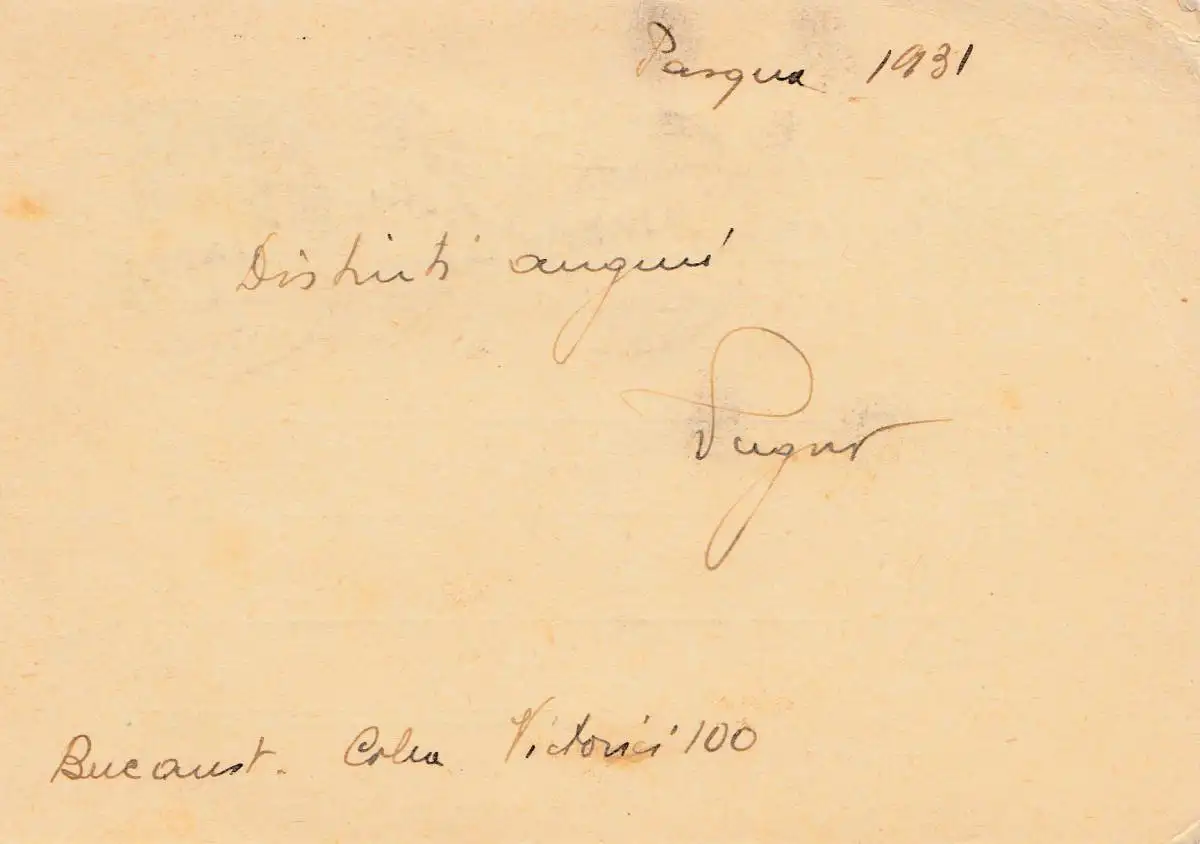 Pasqua 1931
Distinti auguri
Bucarest. Calea Victoriei 100